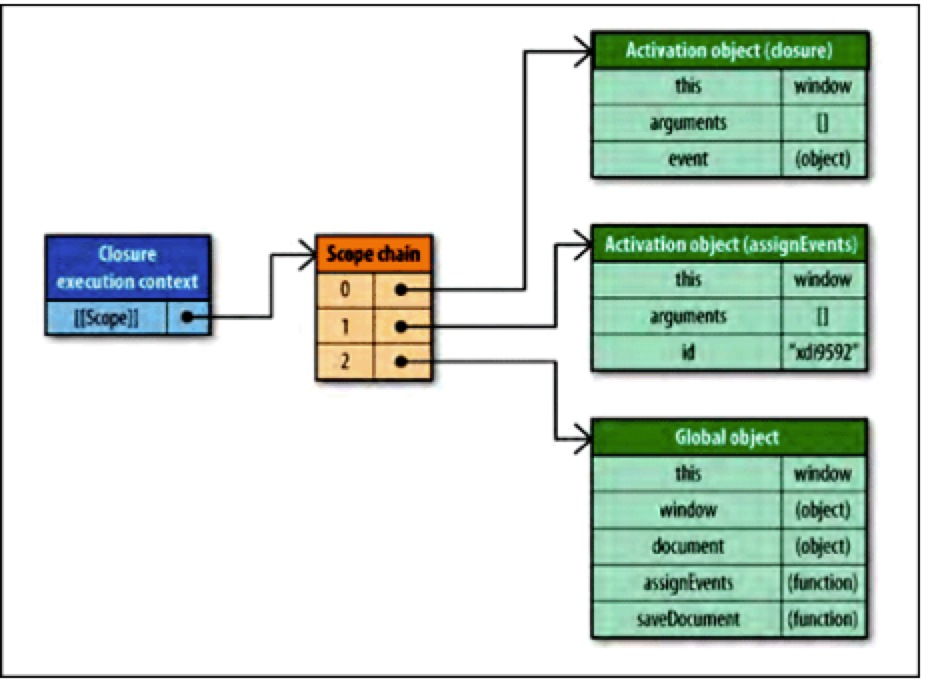 Closure
execution context
[[Scope]]
Scope chain
0
1
2
Activation object (closure)
this window
arguments []
event (object)
Activation object (assignEvents)
this window
arguments []
id "xdi9592"
Global object
this window
window (object)
document (object)
assignEvents (function)
saveDocument (function)